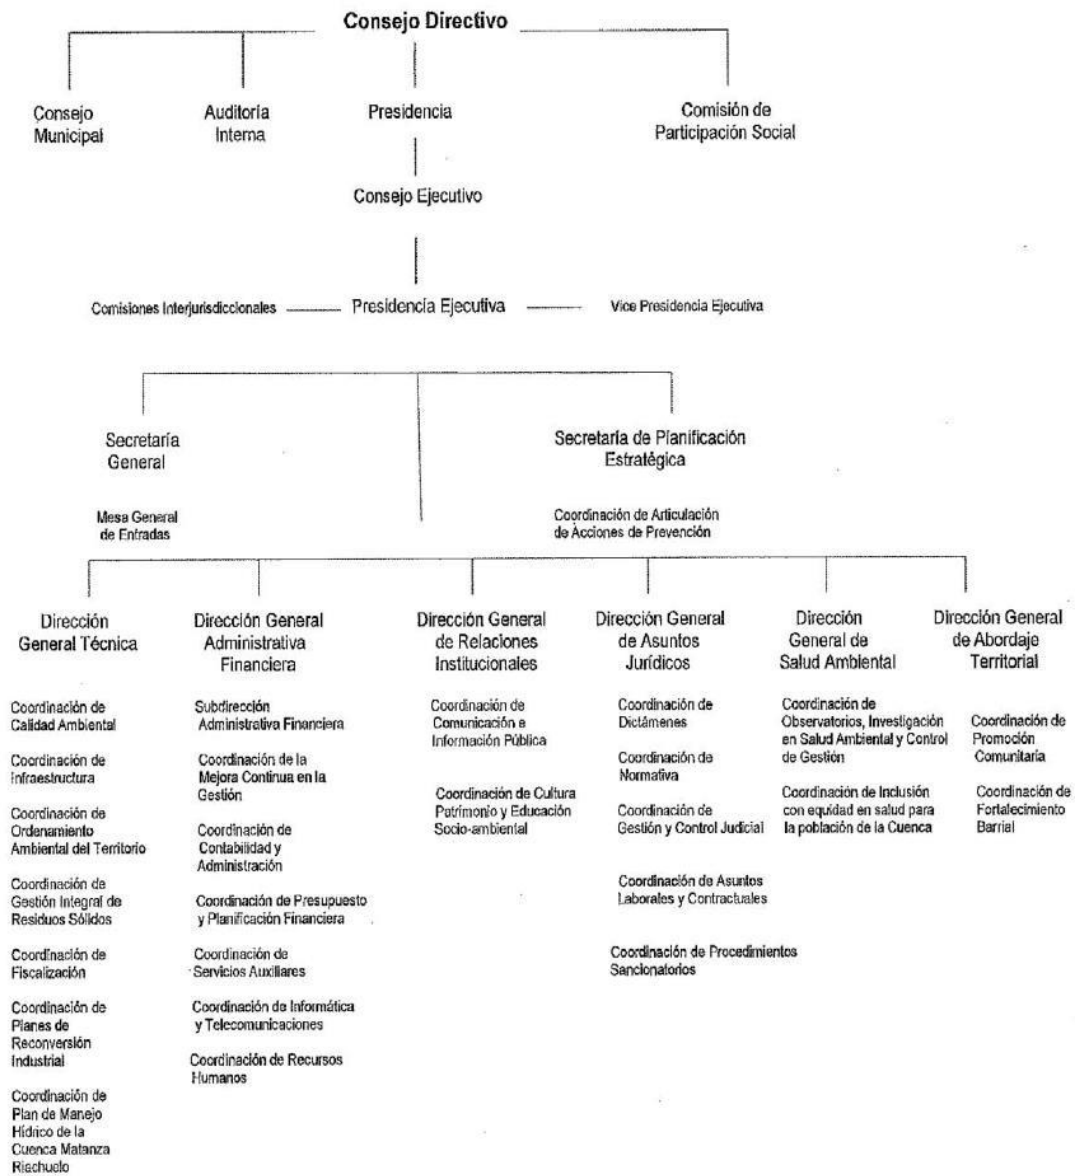 Consejo Directivo
Consejo
Municipal
Auditoría
Interna
Presidencia
Comisión de
Participación Social
Consejo Ejecutivo
Comisiones Interjurisdiccionales
Presidencia Ejecutiva
Vice Presidencia Ejecutiva
Secretaría
General
Secretaría de Planificación
Estratégica
Mesa General
de Entradas
Coordinación de Articulación
de Acciones de Prevención
Dirección
General Técnica
Coordinación de
Calidad Ambiental
Coordinación de
Infraestructura
Coordinación de
Ordenamiento
Ambiental del Territorio
Coordinación de
Gestión Integral de
Residuos Sólidos
Coordinación de
Fiscalización
Coordinación de
Planes de
Reconversión
Industrial
Coordinación de
Plan de Manejo
Hídrico de la
Cuenca Matanza
Riachuelo
Dirección General
Administrativa
Financiera
Subdirección
Administrativa Financiera
Coordinación de la
Mejora Continua en la
Gestión
Coordinación de
Contabilidad y
Administración
Coordinación de Presupuesto
y Planificación Financiera
Coordinación de
Servicios Auxiliares
Coordinación de Informática
y Telecomunicaciones
Coordinación de Recursos
Humanos
Dirección General
de Relaciones
Institucionales
Coordinación de
Comunicación e
Información Pública
Coordinación de Cultura
Patrimonio y Educación
Socio-ambiental
Dirección General
de Asuntos
Jurídicos
Coordinación de
Dictámenes
Coordinación de
Normativa
Coordinación de
Gestión y Control Judicial
Coordinación de Asuntos
Laborales y Contractuales
Coordinación de Procedimientos
Sancionatorios
Dirección
General de
Salud Ambiental
Coordinación de
Observatorios, Investigación
en Salud Ambiental y Control
de Gestión
Coordinación de Inclusión
con equidad en salud para
la población de la Cuenca
Dirección General
de Abordaje
Territorial
Coordinación de
Promoción
Comunitaria
Coordinación de
Fortalecimiento
Barrial